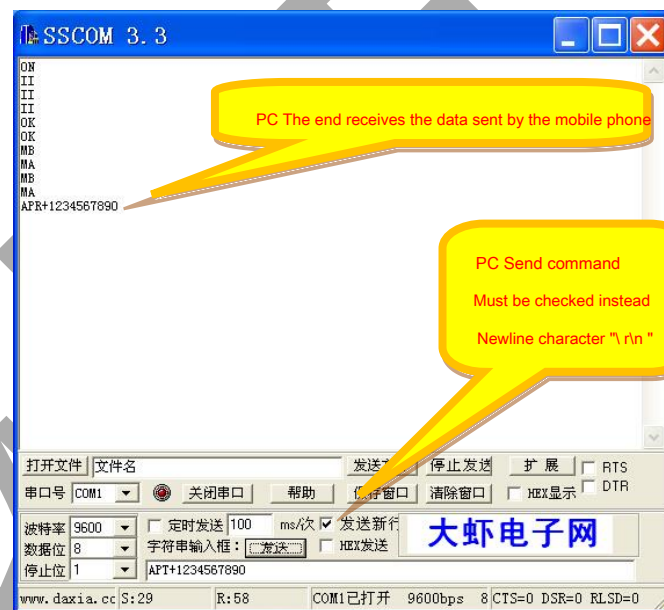 SSCOM 3.3
ON
II
II
II
OK
OK
MB
MA
MB
MA
APR+1234567890
PC The end receives the data sent by the mobile phone
PC Send command
Must be checked instead
Newline character "\ r\n "
打开文件 文件名 发送 停止发送 扩 展 RTS
串口号 COM1 关闭串口 帮助 保存窗口 清除窗口 HEX显示 DTR
波特率 9600 定时发送 100 ms/次 发送新行
数据位 8 字符串输入框： 发送 HEX发送 大虾电子网
停止位 1 APT+1234567890
www.daxia.cc S:29 R:58 COM1已打开 9600bps 8 CTS=0 DSR=0 RLSD=0